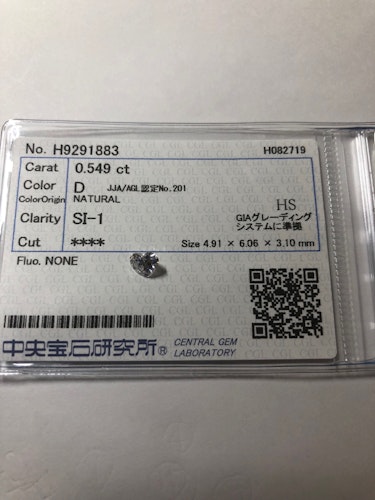 No. H9291883 H082719
Carat 0.549 ct
Color D JJA/AGL認定No.201
ColorOrigin NATURAL HS
Clarity SI-1 GIAグレーディング
システムに準拠
Cut **** Size 4.91 × 6.06 × 3.10 mm
Fluo. NONE
中央宝石研究所® CENTRAL GEM
LABORATORY